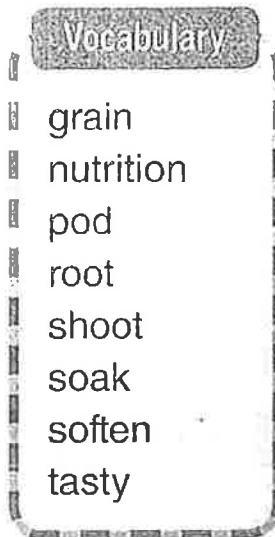 Vocabulary
grain
nutrition
pod
root
shoot
soak
soften
tasty